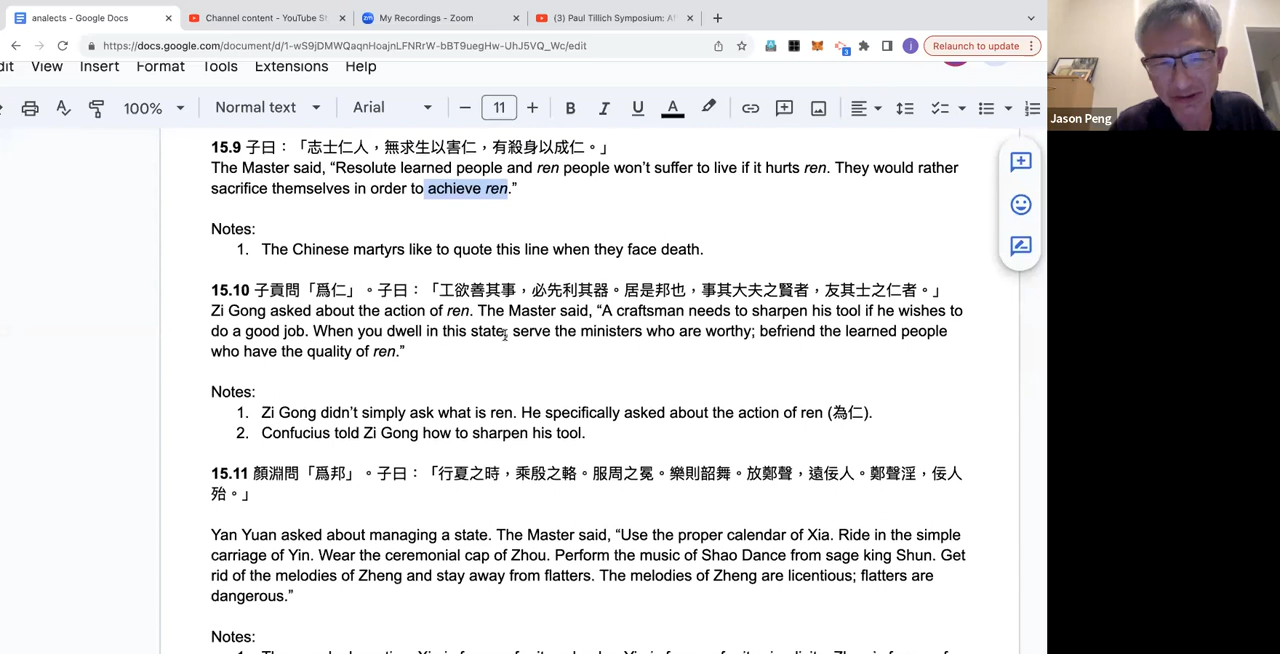 analects - Google Docs
Channel content - YouTube St
My Recordings - Zoom
(3) Paul Tillich Symposium: Af
https://docs.google.com/document/d/1-wS9jDMWQaqnHoajnLFNRrW-bBT9uegHw-UhJ5VQ_Wc/edit
3
j
Relaunch to update
dit View Insert Format Tools Extensions Help
100% Normal text Arial 11 B I U A
Jason Peng
15.9 子曰：「志士仁人，無求生以害仁，有殺身以成仁。」
The Master said, “Resolute learned people and ren people won’t suffer to live if it hurts ren. They would rather
sacrifice themselves in order to achieve ren.”
Notes:
1. The Chinese martyrs like to quote this line when they face death.
15.10 子貢問「爲仁」。子曰：「工欲善其事，必先利其器。居是邦也，事其大夫之賢者，友其士之仁者。」
Zi Gong asked about the action of ren. The Master said, “A craftsman needs to sharpen his tool if he wishes to
do a good job. When you dwell in this state, serve the ministers who are worthy; befriend the learned people
who have the quality of ren.”
Notes:
1. Zi Gong didn’t simply ask what is ren. He specifically asked about the action of ren (為仁).
2. Confucius told Zi Gong how to sharpen his tool.
15.11 顏淵問「爲邦」。子曰：「行夏之時，乘殷之輅。服周之冕。樂則韶舞。放鄭聲，遠佞人。鄭聲淫，佞人
殆。」
Yan Yuan asked about managing a state. The Master said, “Use the proper calendar of Xia. Ride in the simple
carriage of Yin. Wear the ceremonial cap of Zhou. Perform the music of Shao Dance from sage king Shun. Get
rid of the melodies of Zheng and stay away from flatters. The melodies of Zheng are licentious; flatters are
dangerous.”
Notes: